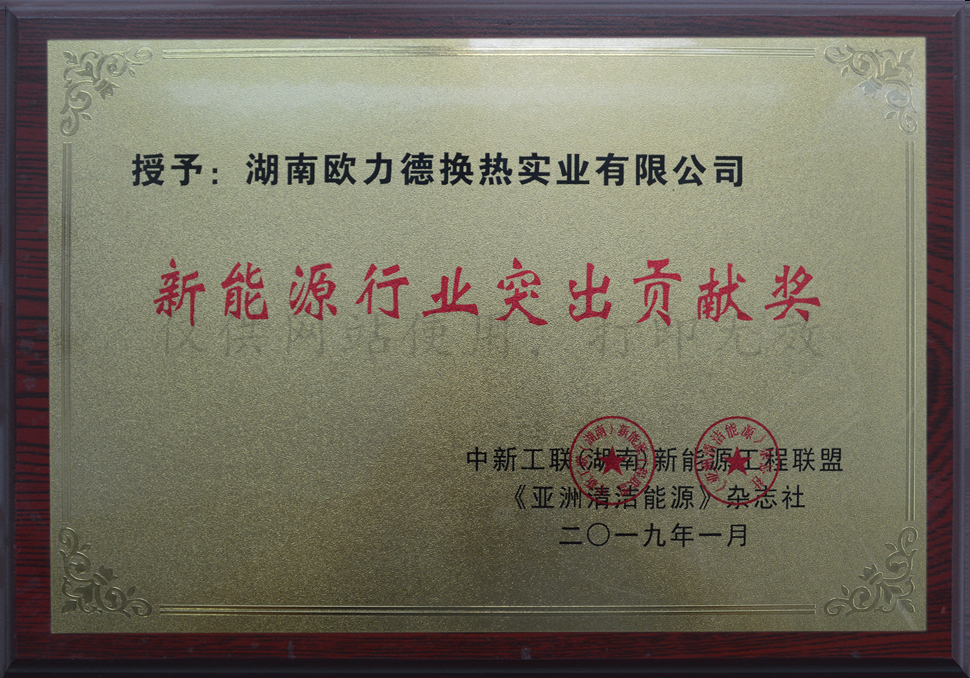 授予：湖南欧力德换热实业有限公司
新能源行业突出贡献奖
仅供网站使用，打印无效
中新工联(湖南)新能源工程联盟
《亚洲清洁能源》杂志社
二〇一九年一月